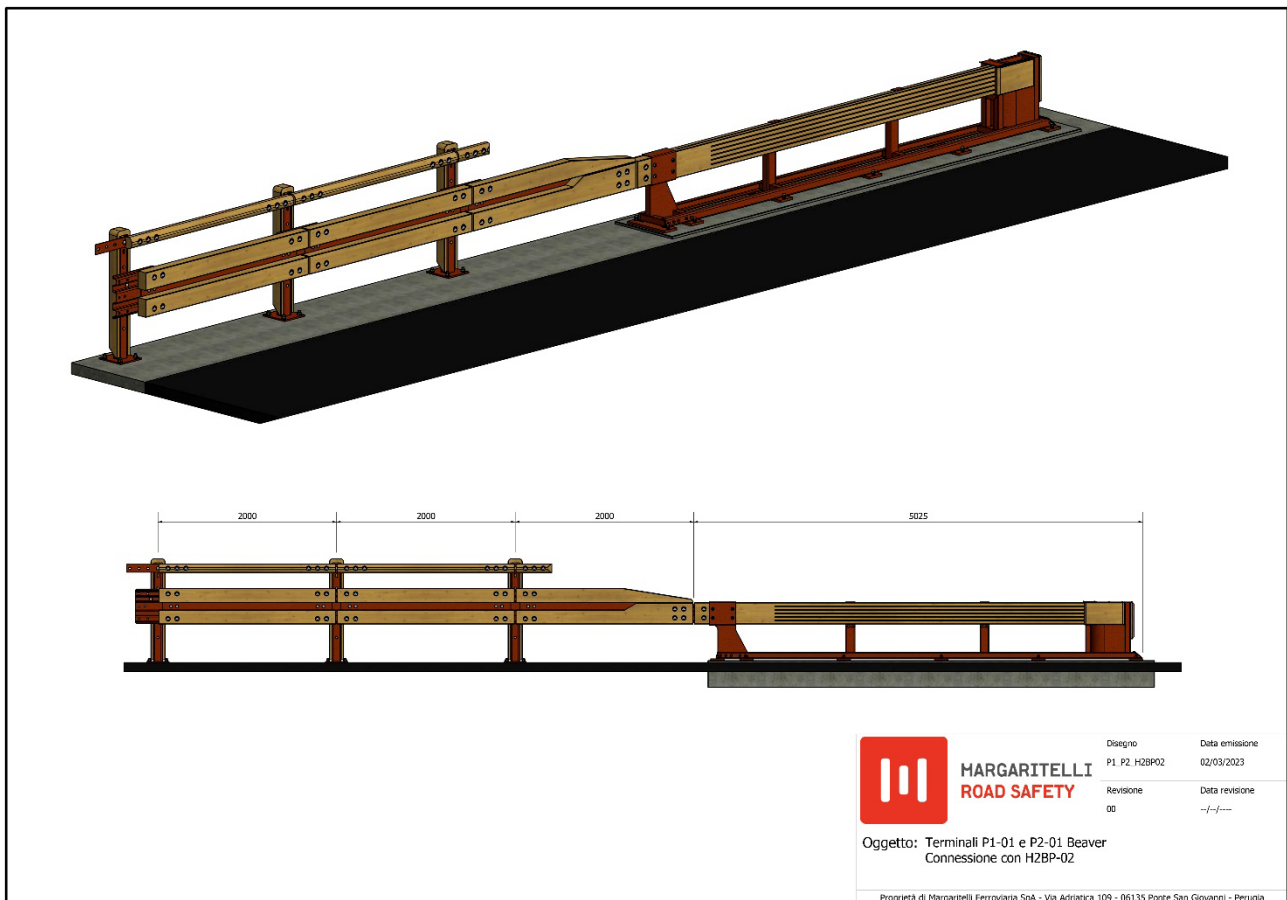 2000 2000 2000 5025
MARGARITELLI
ROAD SAFETY
Disegno Data emissione
P1_P2_H2BP02 02/03/2023
Revisione Data revisione
00 --/--/----
Oggetto: Terminali P1-01 e P2-01 Beaver
Connessione con H2BP-02
Proprietà di Margaritelli Ferroviaria SpA - Via Adriatica 109 - 06135 Ponte San Giovanni - Perugia